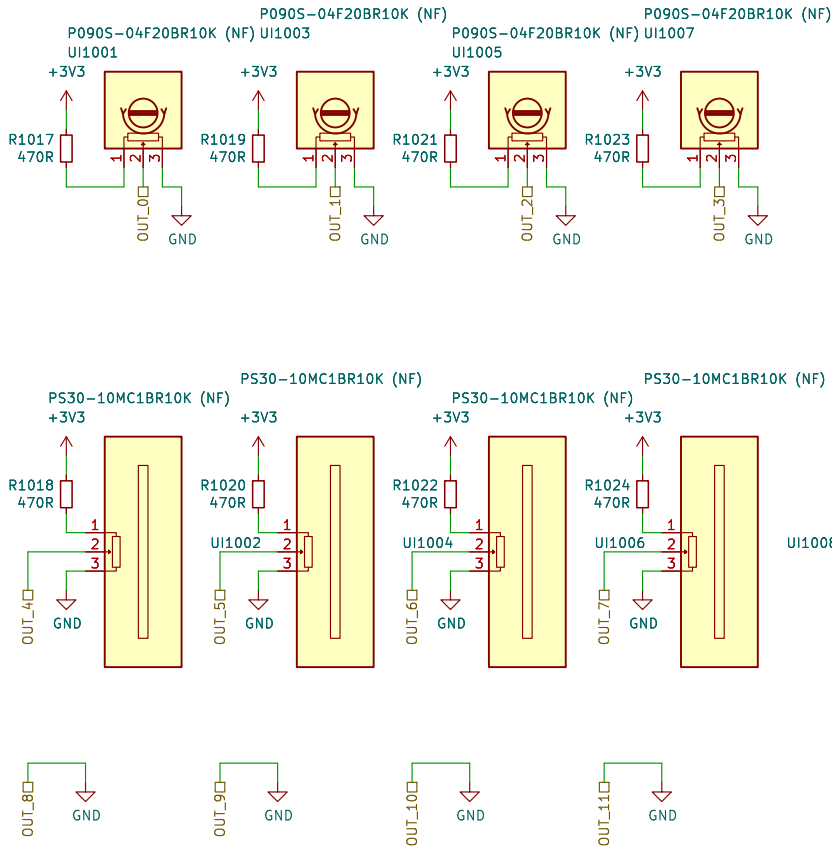 P090S-04F20BR10K (NF)
UI1001
+3V3
R1017
470R
1
2
3
OUT_0
GND
P090S-04F20BR10K (NF)
UI1003
+3V3
R1019
470R
1
2
3
OUT_1
GND
P090S-04F20BR10K (NF)
UI1005
+3V3
R1021
470R
1
2
3
OUT_2
GND
P090S-04F20BR10K (NF)
UI1007
+3V3
R1023
470R
1
2
3
OUT_3
GND
PS30-10MC1BR10K (NF)
+3V3
R1018
470R
1
2
3
UI1002
OUT_4
GND
PS30-10MC1BR10K (NF)
+3V3
R1020
470R
1
2
3
UI1004
OUT_5
GND
PS30-10MC1BR10K (NF)
+3V3
R1022
470R
1
2
3
UI1006
OUT_6
GND
PS30-10MC1BR10K (NF)
+3V3
R1024
470R
1
2
3
UI1008
OUT_7
GND
OUT_8
GND
OUT_9
GND
OUT_10
GND
OUT_11
GND